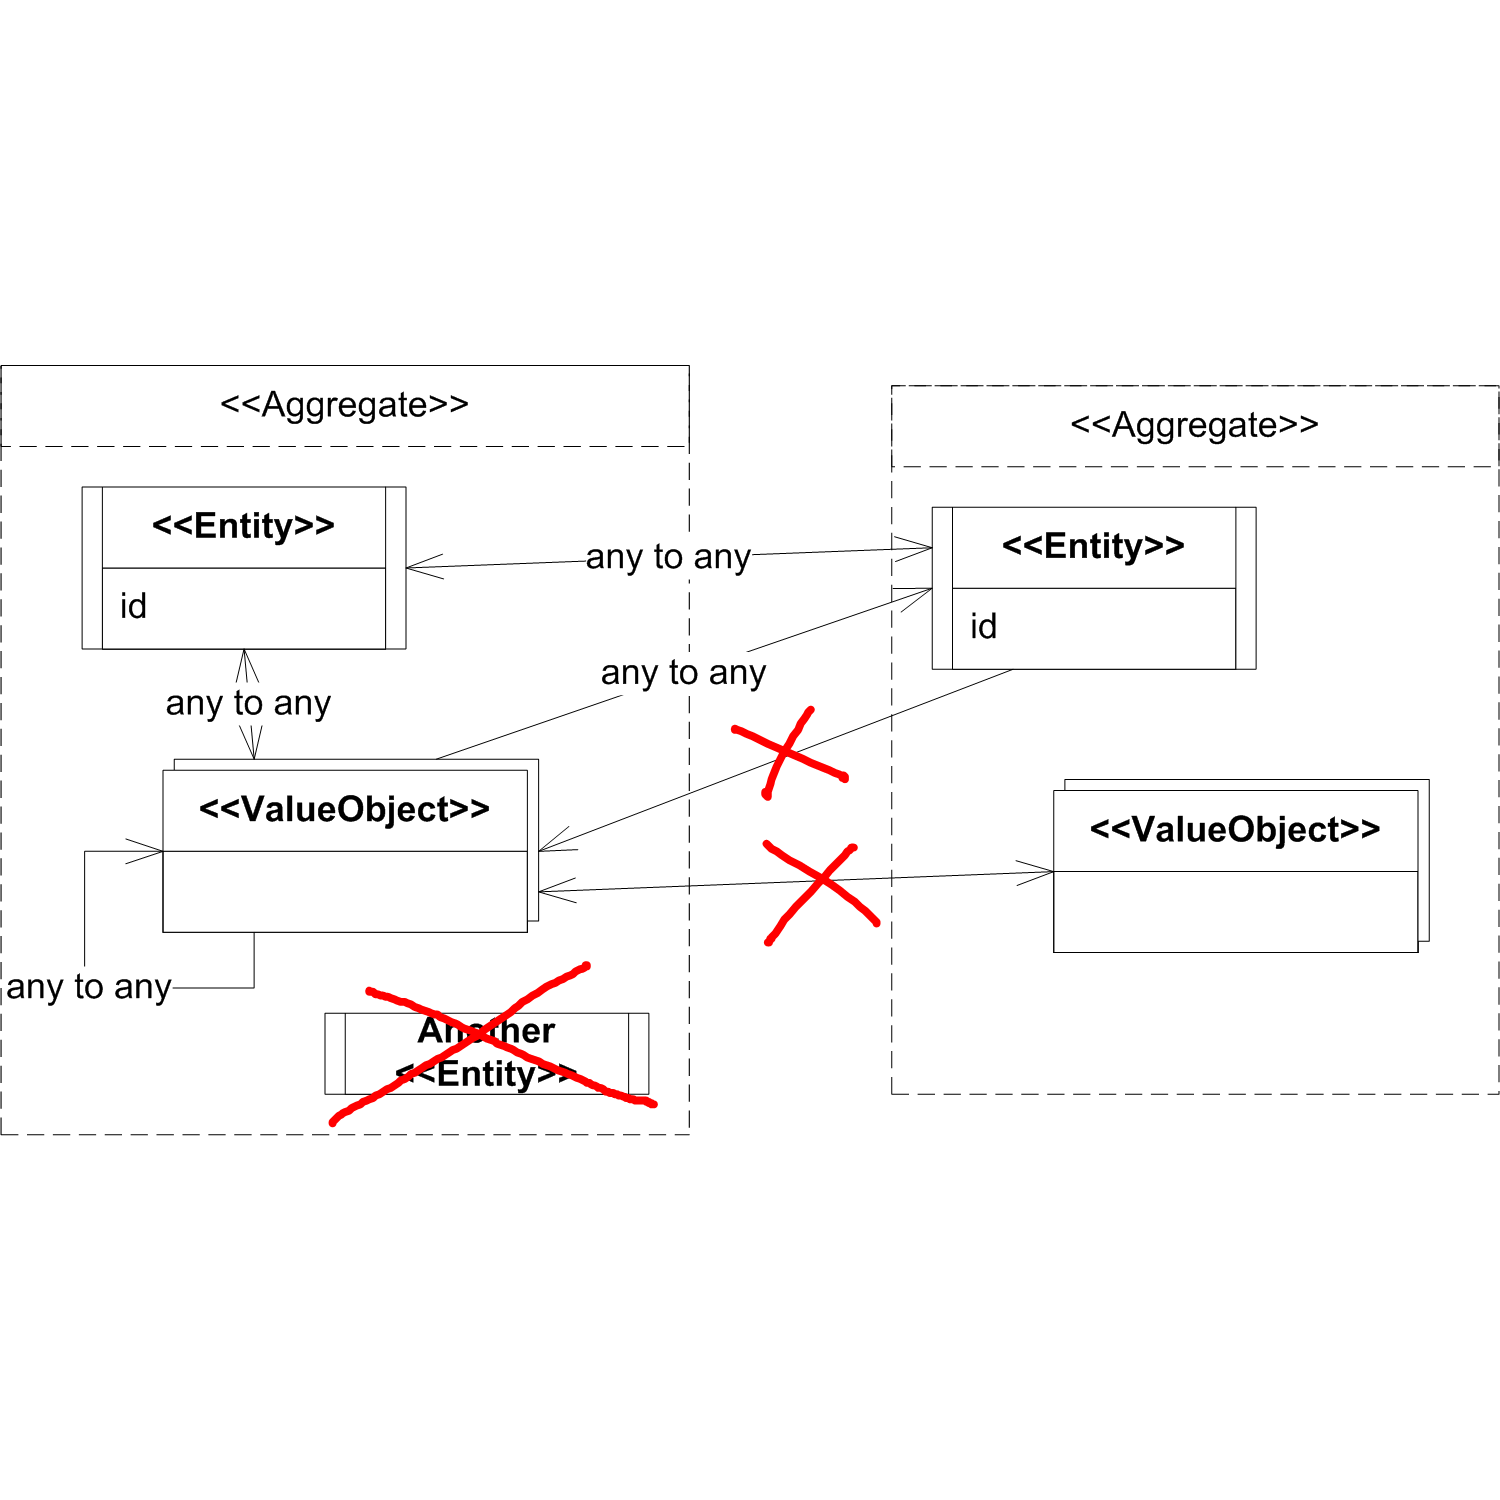 <<Aggregate>>
<<Aggregate>>
<<Entity>>
id
any to any
<<Entity>>
id
any to any
any to any
<<ValueObject>>
<<ValueObject>>
any to any
Another
<<Entity>>